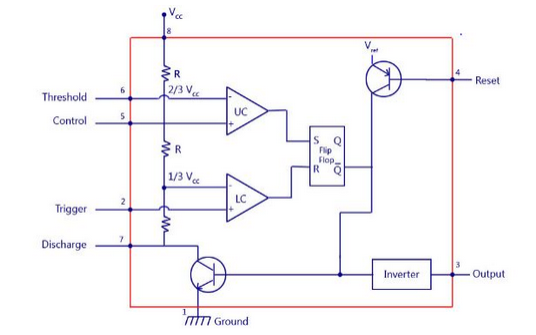 Vcc
8
R
Vref
6
2/3 Vcc
4
Reset
Threshold
Control
5
UC
-
+
R
S Q
Flip
Flop
R Q̅
1/3 Vcc
-
LC
+
2
Trigger
7
Discharge
Inverter
3
Output
1
Ground